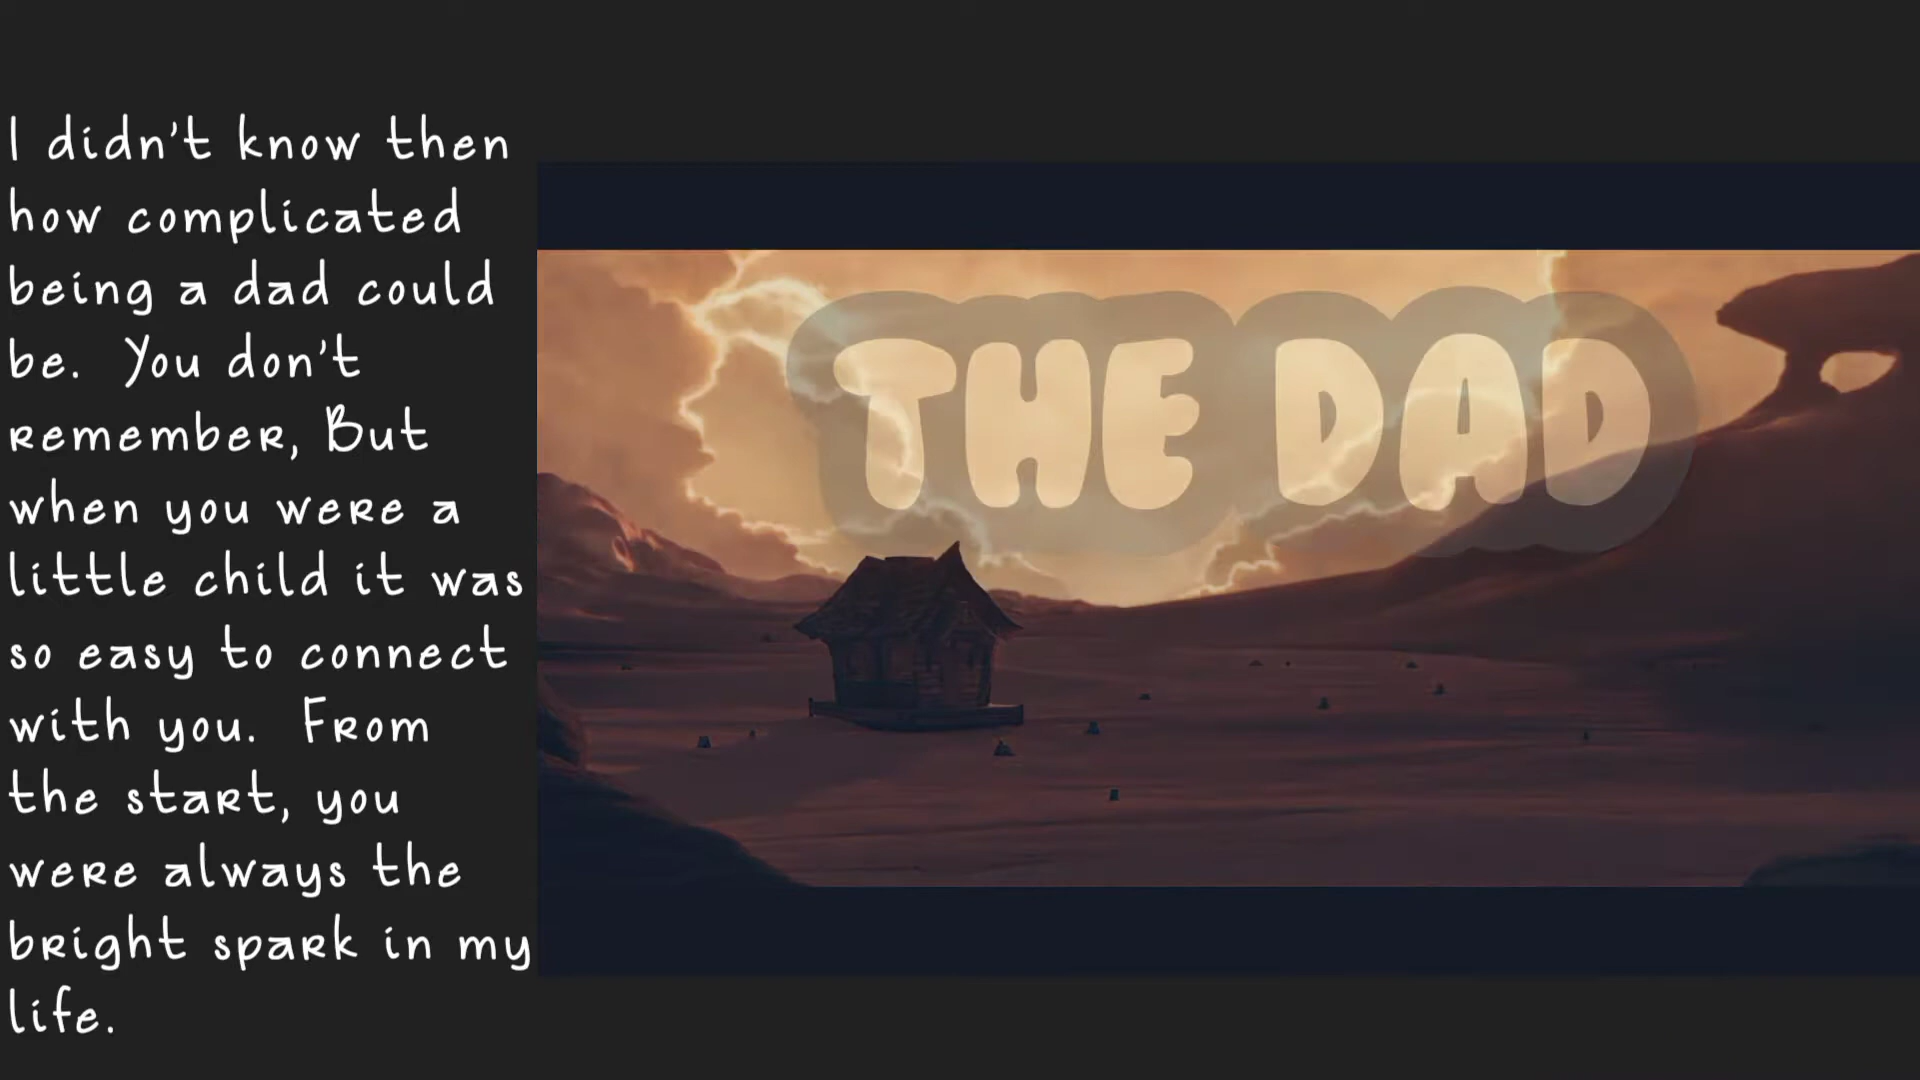 I didn't know then
how complicated
being a dad could
be.  You don't
remember, But
when you were a
little child it was
so easy to connect
with you.  From
the start, you
were always the
bright spark in my
life.
THE DAD